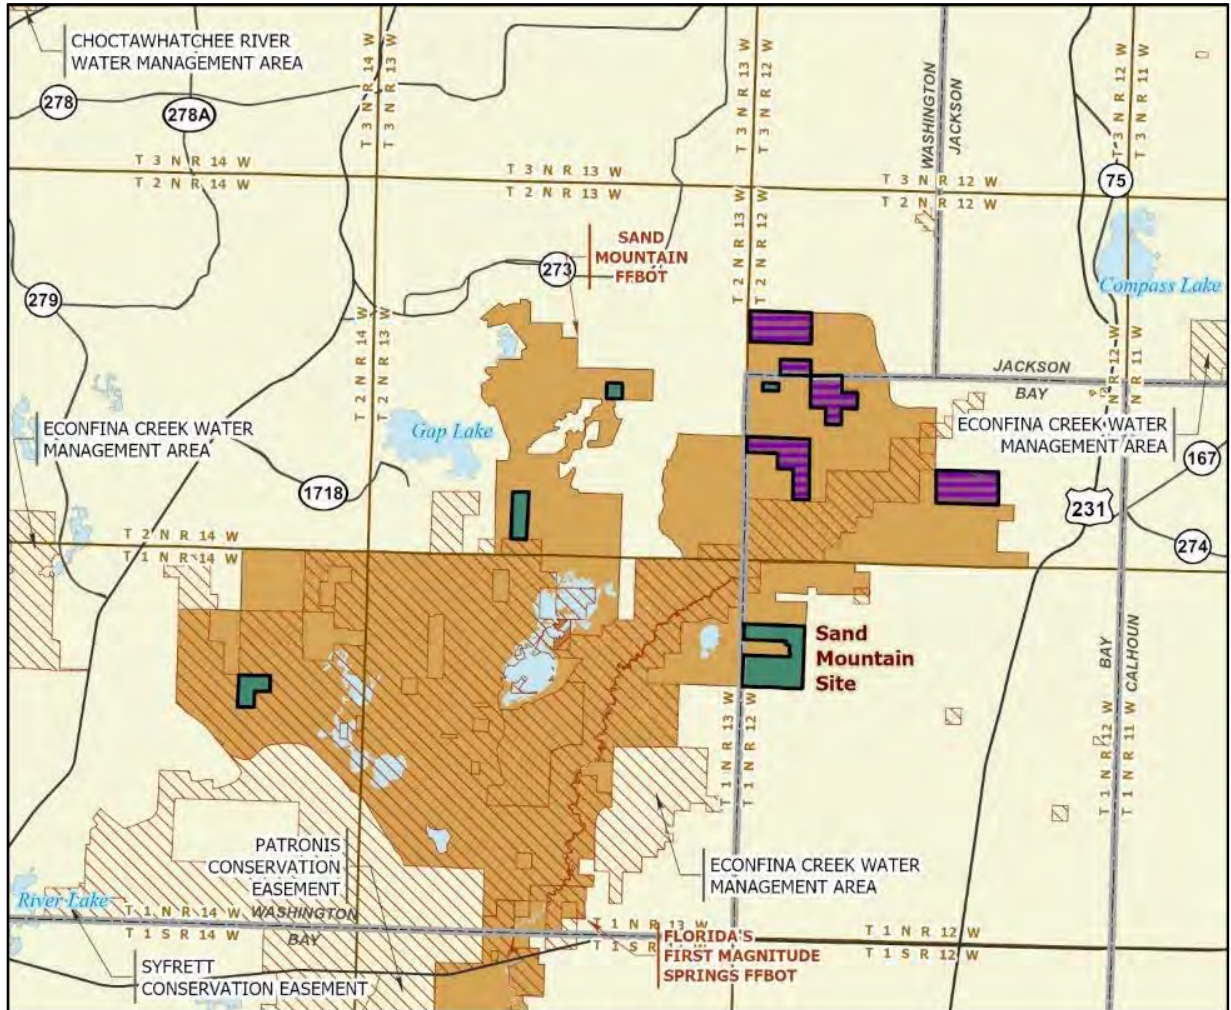 CHOCTAWHATCHEE RIVER
WATER MANAGEMENT AREA
278
278A
T 3 N R 14 W
T 3 N R 13 W
T 3 N R 13 W
T 3 N R 12 W
WASHINGTON
JACKSON
T 3 N R 12 W
T 3 N R 11 W
T 3 N R 14 W
T 2 N R 14 W
T 3 N R 13 W
T 2 N R 13 W
T 3 N R 12 W
T 2 N R 12 W
75
SAND
MOUNTAIN
FFBOT
273
279
T 2 N R 14 W
T 2 N R 13 W
T 2 N R 13 W
T 2 N R 12 W
Compass Lake
JACKSON
BAY
N R 12 W
N R 11 W
ECONFINA CREEK WATER
MANAGEMENT AREA
Gap Lake
ECONFINA CREEK WATER
MANAGEMENT AREA
167
1718
231
274
T 2 N R 14 W
T 1 N R 14 W
Sand
Mountain
Site
BAY
CALHOUN
T 1 N R 13 W
T 1 N R 12 W
T 1 N R 12 W
T 1 N R 11 W
PATRONIS
CONSERVATION
EASEMENT
ECONFINA CREEK WATER
MANAGEMENT AREA
River Lake
T 1 N R 14 W
WASHINGTON
T 1 S R 14 W
BAY
T 1 N R 13 W
T 1 S R
T 1 N R 12 W
T 1 S R 12 W
FLORIDA'S
FIRST MAGNITUDE
SPRINGS FFBOT
SYFRETT
CONSERVATION EASEMENT